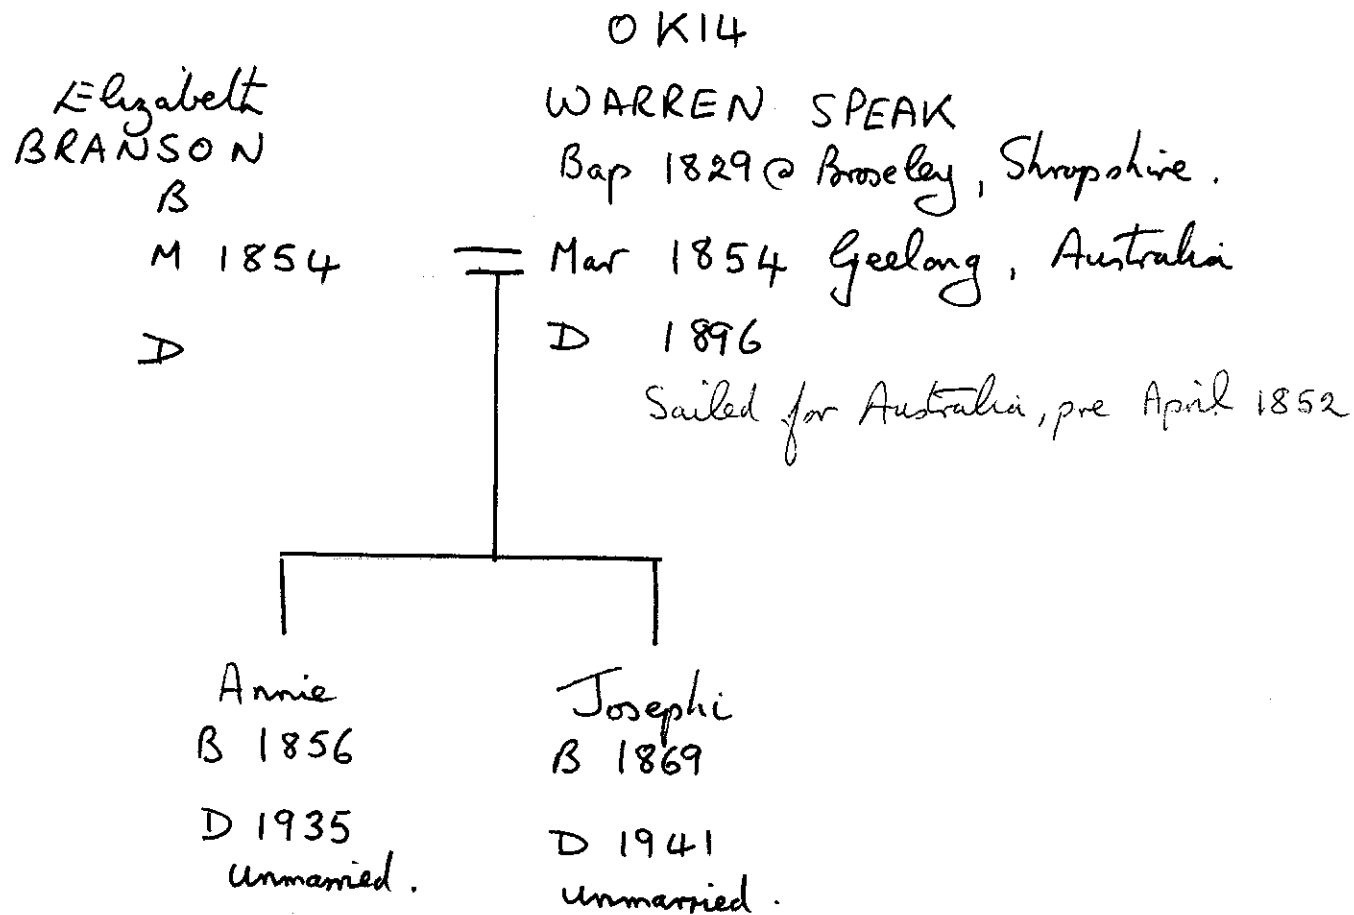 OK14
Elizabeth
BRANSON
B
M 1854
D
WARREN SPEAK
Bap 1829 @ Broseley, Shropshire.
= Mar 1854 Geelong, Australia
D 1896
Sailed for Australia, pre April 1852
Annie
B 1856
D 1935
unmarried.
Josephi
B 1869
D 1941
unmarried.